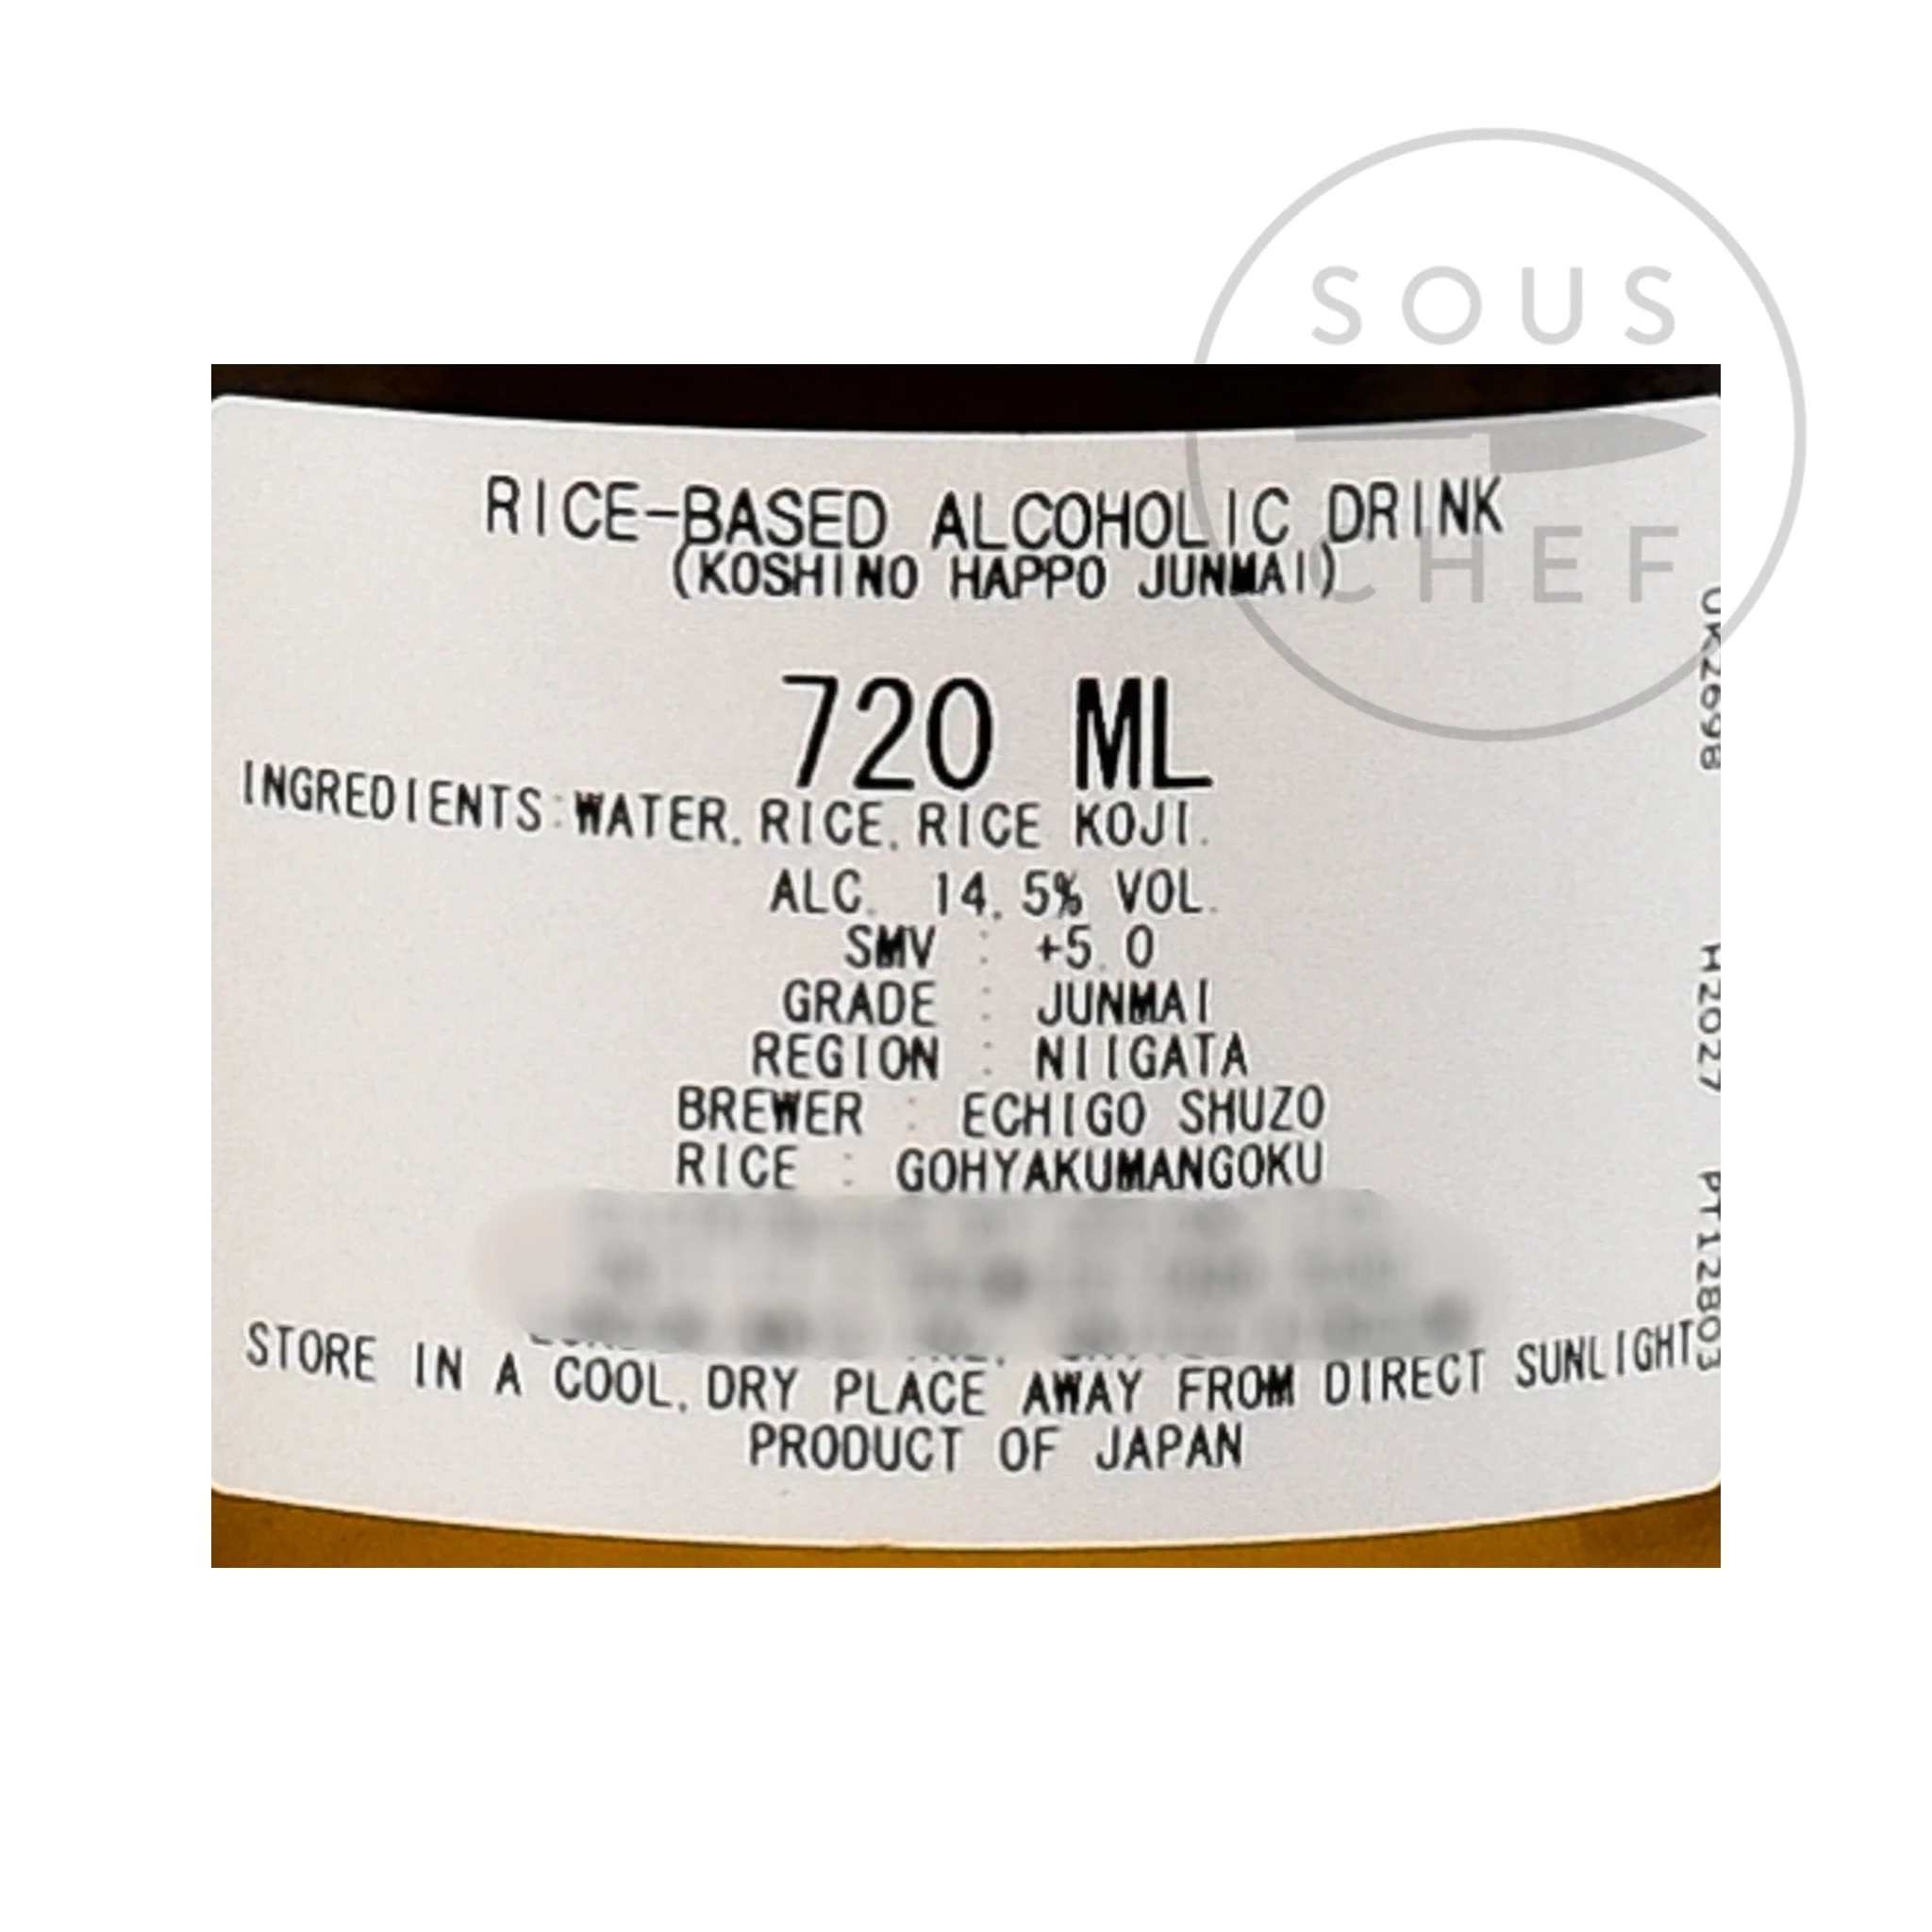 SOUS
CHEF
RICE-BASED ALCOHOLIC DRINK
(KOSHINO HAPPO JUNMAI)
720 ML
INGREDIENTS:WATER,RICE,RICE KOJI.
ALC. 14.5% VOL.
SMV : +5.0
GRADE : JUNMAI
REGION : NIIGATA
BREWER : ECHIGO SHUZO
RICE : GOHYAKUMANGOKU
STORE IN A COOL,DRY PLACE AWAY FROM DIRECT SUNLIGHT
PRODUCT OF JAPAN
UK2698 H2027 PT12803